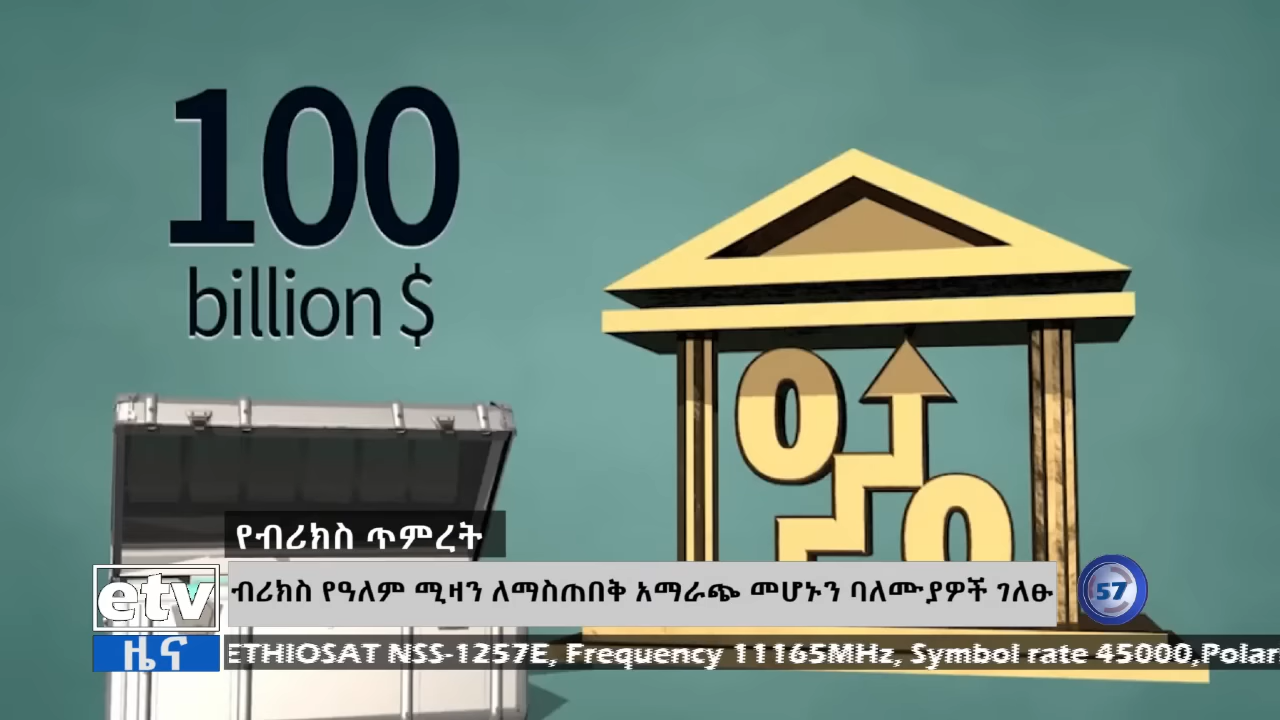 100
billion $
የብሪክስ ጥምረት
ብሪክስ የዓለም ሚዛን ለማስጠበቅ አማራጭ መሆኑን ባለሙያዎች ገለፁ
etv
57
ዜና
ETHIOSAT NSS-1257E, Frequency 11165MHz, Symbol rate 45000,Polar